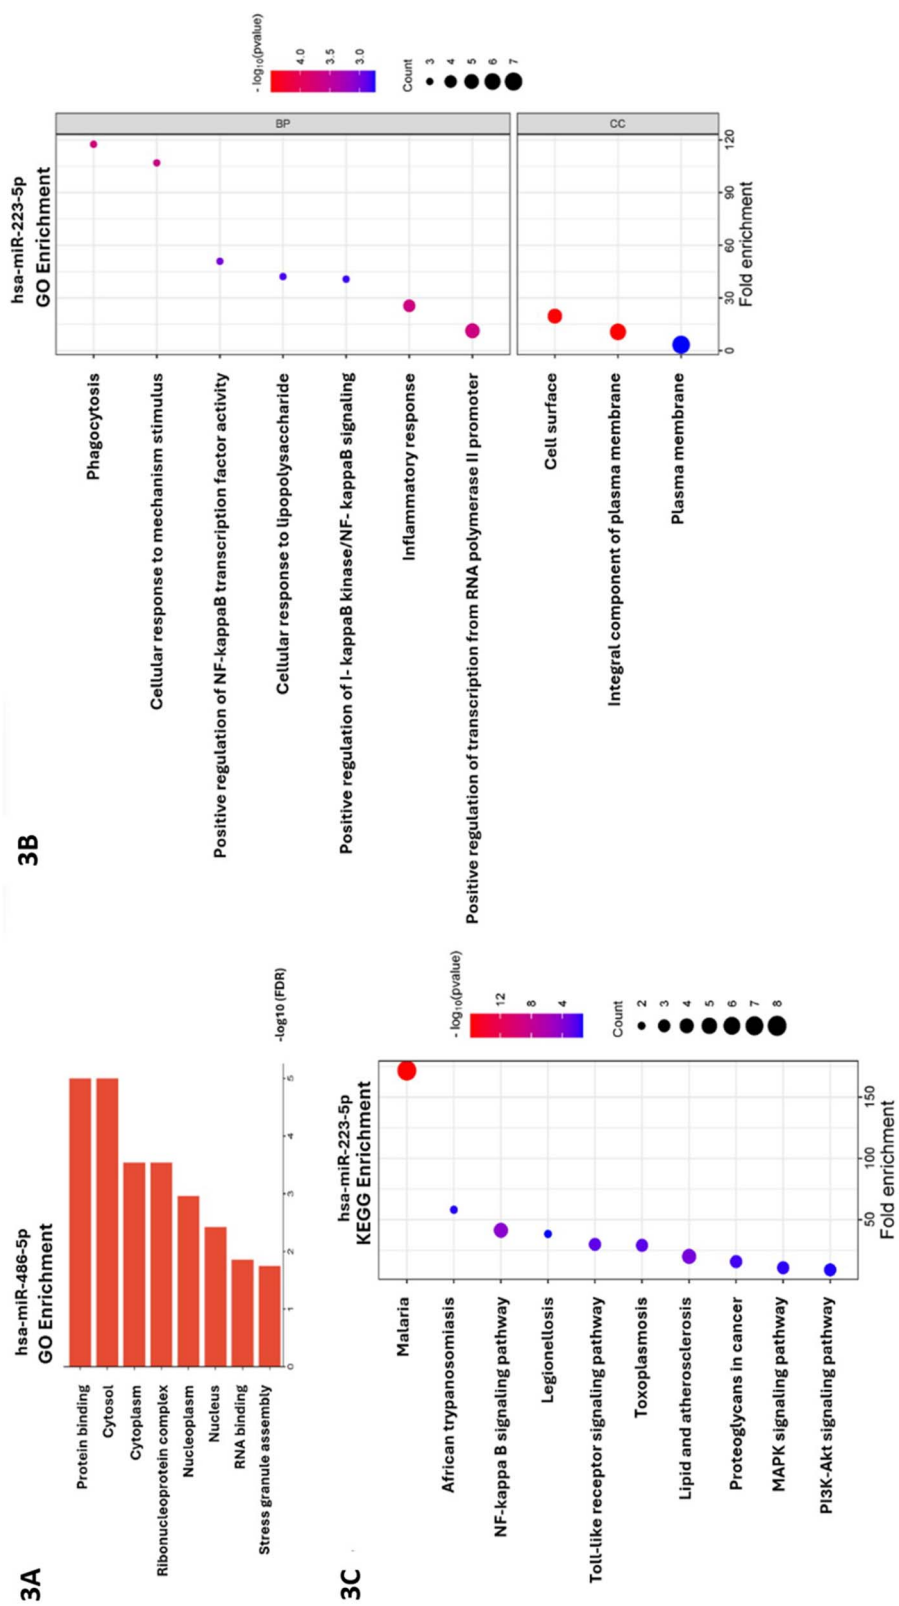 3A
hsa-miR-486-5p
GO Enrichment
Protein binding
Cytosol
Cytoplasm
Ribonucleoprotein complex
Nucleoplasm
Nucleus
RNA binding
Stress granule assembly
0 1 2 3 4 5
-log10 (FDR)
3B
hsa-miR-223-5p
GO Enrichment
Phagocytosis
Cellular response to mechanism stimulus
Positive regulation of NF-kappaB transcription factor activity
Cellular response to lipopolysaccharide
Positive regulation of I- kappaB kinase/NF- kappaB signaling
Inflammatory response
Positive regulation of transcription from RNA polymerase II promoter
BP
Cell surface
Integral component of plasma membrane
Plasma membrane
CC
0 30 60 90 120
Fold enrichment
- log₁₀(pvalue)
4.0
3.5
3.0
Count
3
4
5
6
7
3C
hsa-miR-223-5p
KEGG Enrichment
Malaria
African trypanosomiasis
NF-kappa B signaling pathway
Legionellosis
Toll-like receptor signaling pathway
Toxoplasmosis
Lipid and atherosclerosis
Proteoglycans in cancer
MAPK signaling pathway
PI3K-Akt signaling pathway
50 100 150
Fold enrichment
- log₁₀(pvalue)
12
8
4
Count
2
3
4
5
6
7
8